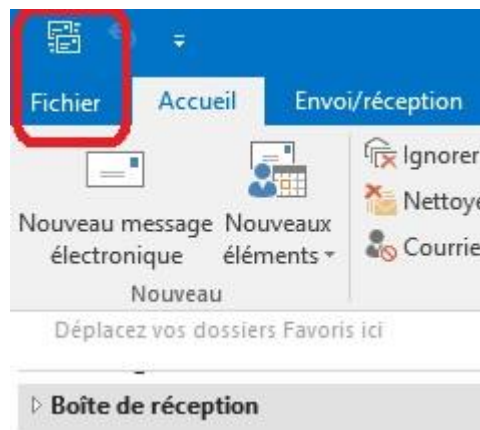 Fichier Accueil Envoi/réception
Ignorer
Nouveau message
électronique
Nouveaux
éléments
Nettoye
Courrie
Nouveau
Déplacez vos dossiers Favoris ici
Boîte de réception